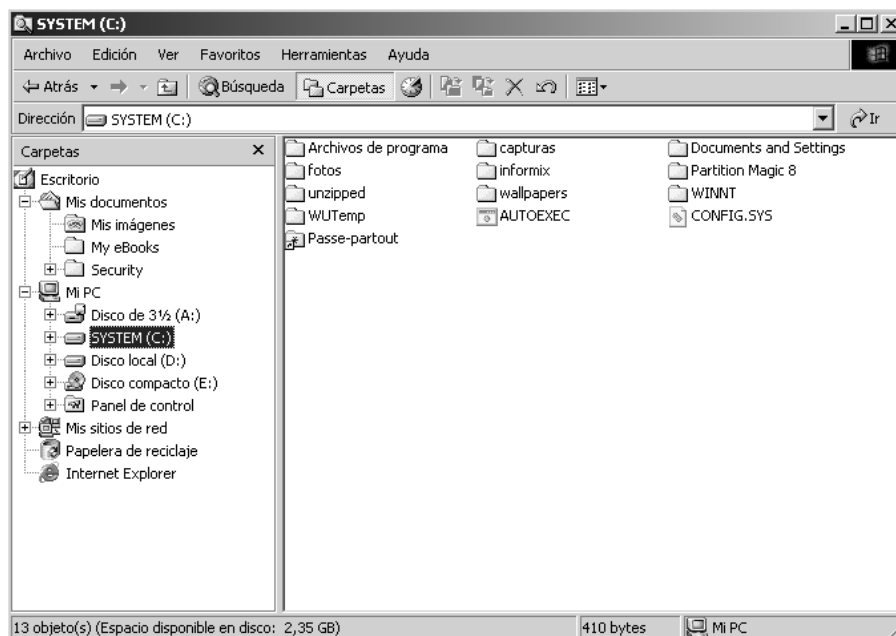 SYSTEM (C:)
Archivo Edición Ver Favoritos Herramientas Ayuda
Atrás Búsqueda Carpetas
Dirección SYSTEM (C:) Ir
Carpetas
Escritorio
Mis documentos
Mis imágenes
My eBooks
Security
Mi PC
Disco de 3½ (A:)
SYSTEM (C:)
Disco local (D:)
Disco compacto (E:)
Panel de control
Mis sitios de red
Papelera de reciclaje
Internet Explorer
Archivos de programa capturas Documents and Settings
fotos informix Partition Magic 8
unzipped wallpapers WINNT
WUTemp AUTOEXEC CONFIG.SYS
Passe-partout
13 objeto(s) (Espacio disponible en disco: 2,35 GB) 410 bytes Mi PC